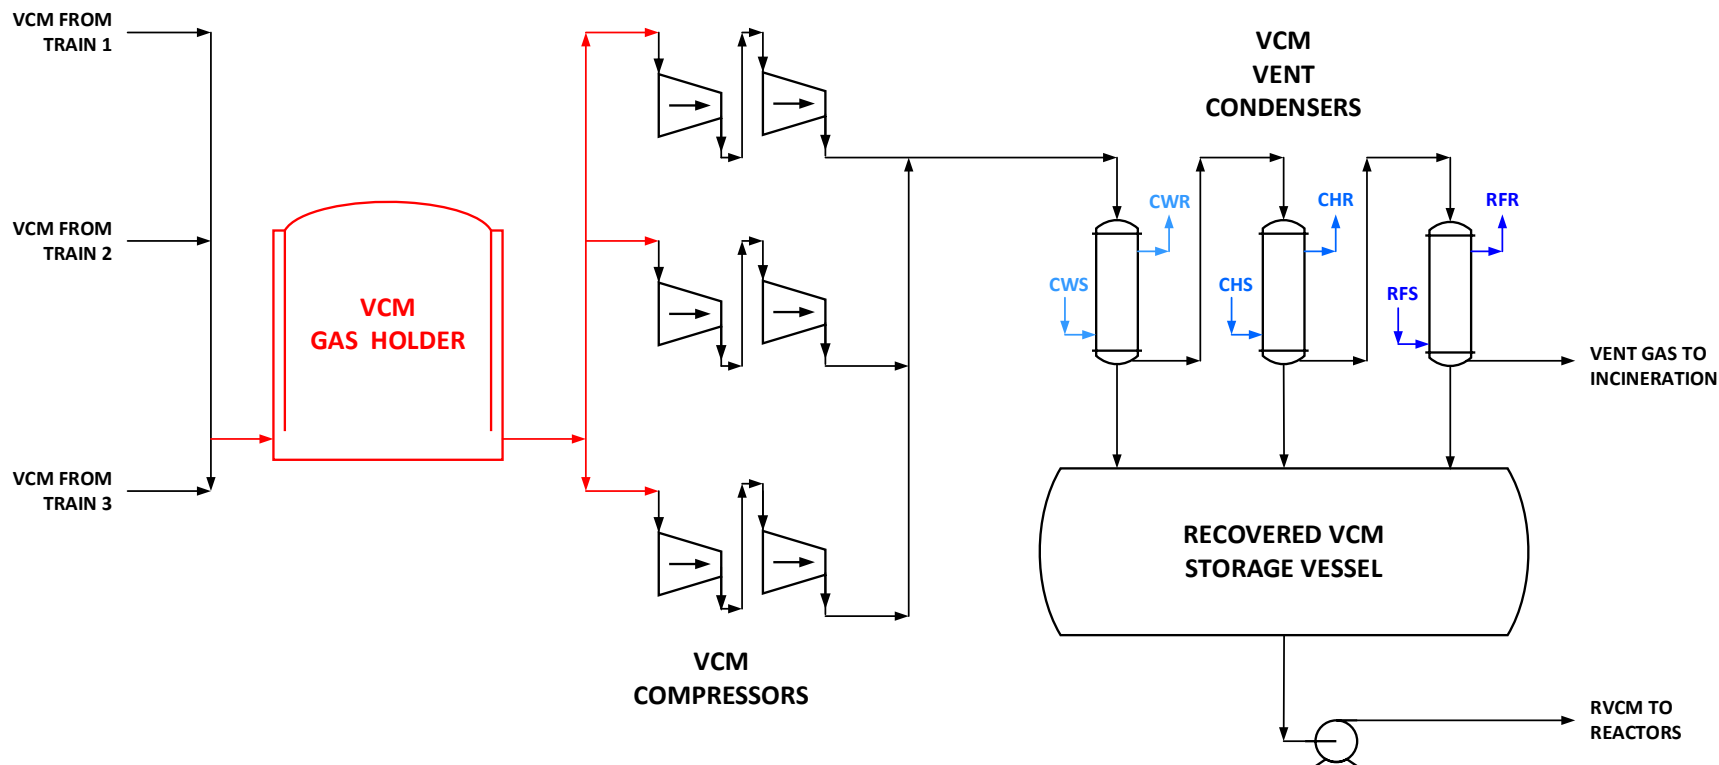 VCM FROM
TRAIN 1
VCM FROM
TRAIN 2
VCM FROM
TRAIN 3
VCM
GAS HOLDER
VCM
COMPRESSORS
VCM
VENT
CONDENSERS
CWR
CWS
CHR
CHS
RFR
RFS
VENT GAS TO
INCINERATION
RECOVERED VCM
STORAGE VESSEL
RVCM TO
REACTORS